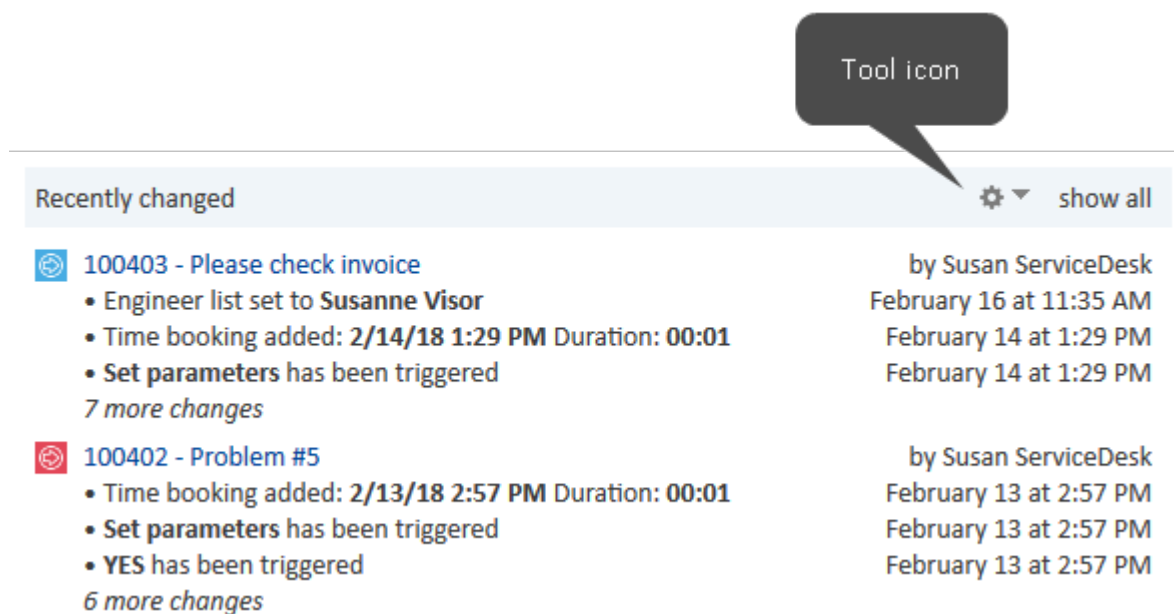 Tool icon
Recently changed show all
100403 - Please check invoice by Susan ServiceDesk
• Engineer list set to Susanne Visor February 16 at 11:35 AM
• Time booking added: 2/14/18 1:29 PM Duration: 00:01 February 14 at 1:29 PM
• Set parameters has been triggered February 14 at 1:29 PM
7 more changes
100402 - Problem #5 by Susan ServiceDesk
• Time booking added: 2/13/18 2:57 PM Duration: 00:01 February 13 at 2:57 PM
• Set parameters has been triggered February 13 at 2:57 PM
• YES has been triggered February 13 at 2:57 PM
6 more changes